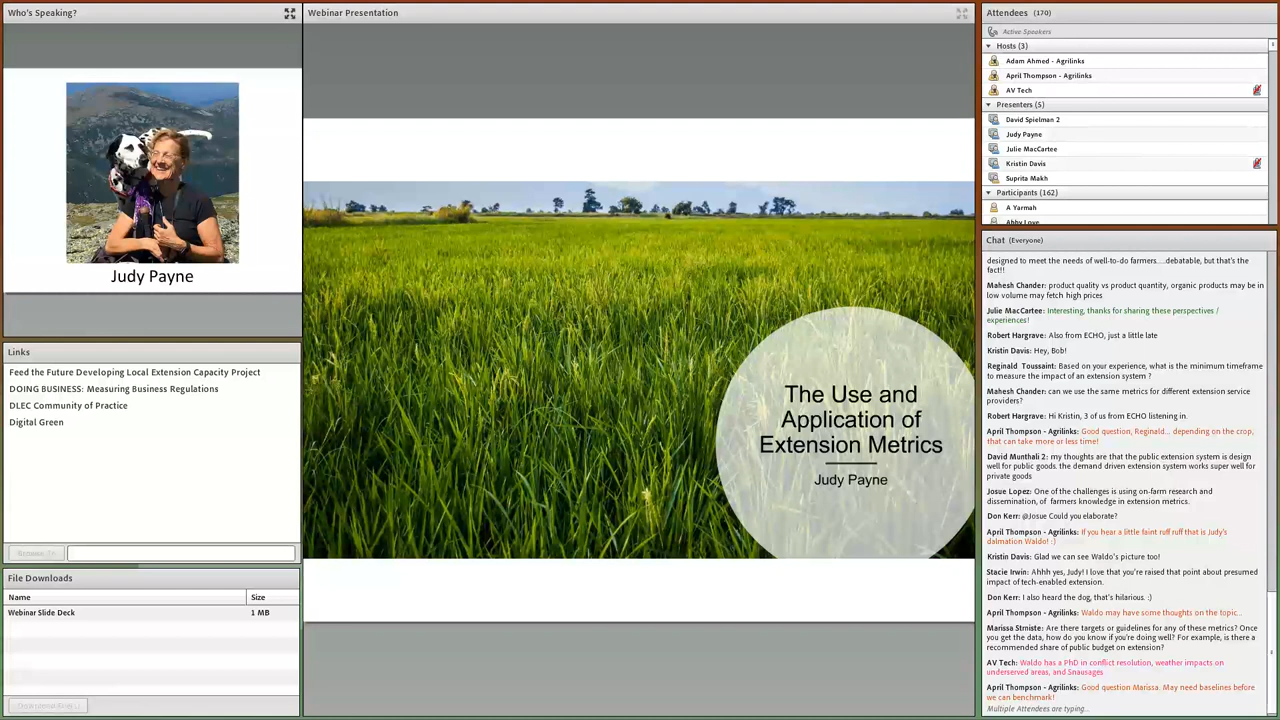 Who's Speaking?
Judy Payne
Links
Feed the Future Developing Local Extension Capacity Project
DOING BUSINESS: Measuring Business Regulations
DLEC Community of Practice
Digital Green
File Downloads
Name Size
Webinar Slide Deck 1 MB
Webinar Presentation
The Use and
Application of
Extension Metrics
Judy Payne
Attendees (170)
Active Speakers
Hosts (3)
Adam Ahmed - Agrilinks
April Thompson - Agrilinks
AV Tech
Presenters (5)
David Spielman 2
Judy Payne
Julie MacCartee
Kristin Davis
Suprita Makh
Participants (162)
A Yarmah
Abby Love
Chat (Everyone)
designed to meet the needs of well-to-do farmers....debatable, but that's the
fact!!
Mahesh Chander: product quality vs product quantity, organic products may be in
low volume may fetch high prices
Julie MacCartee: Interesting, thanks for sharing these perspectives /
experiences!
Robert Hargrave: Also from ECHO, just a little late
Kristin Davis: Hey, Bob!
Reginald Toussaint: Based on your experience, what is the minimum timeframe
to measure the impact of an extension system ?
Mahesh Chander: can we use the same metrics for different extension service
providers?
Robert Hargrave: Hi Kristin, 3 of us from ECHO listening in.
April Thompson - Agrilinks: Good question, Reginald... depending on the crop,
that can take more or less time!
David Munthali 2: my thoughts are that the public extension system is design
well for public goods. the demand driven extension system works super well for
private goods
Josue Lopez: One of the challenges is using on-farm research and
dissemination, of farmers knowledge in extension metrics.
Don Kerr: @Josue Could you elaborate?
April Thompson - Agrilinks: If you hear a little faint ruff ruff that is Judy's
dalmation Waldo! :)
Kristin Davis: Glad we can see Waldo's picture too!
Stacie Irwin: Ahhh yes, Judy! I love that you're raised that point about presumed
impact of tech-enabled extension.
Don Kerr: I also heard the dog, that's hilarious. :)
April Thompson - Agrilinks: Waldo may have some thoughts on the topic...
Marissa Strniste: Are there targets or guidelines for any of these metrics? Once
you get the data, how do you know if you're doing well? For example, is there a
recommended share of public budget on extension?
AV Tech: Waldo has a PhD in conflict resolution, weather impacts on
underserved areas, and Snausages
April Thompson - Agrilinks: Good question Marissa. May need baselines before
we can benchmark!
Multiple Attendees are typing...